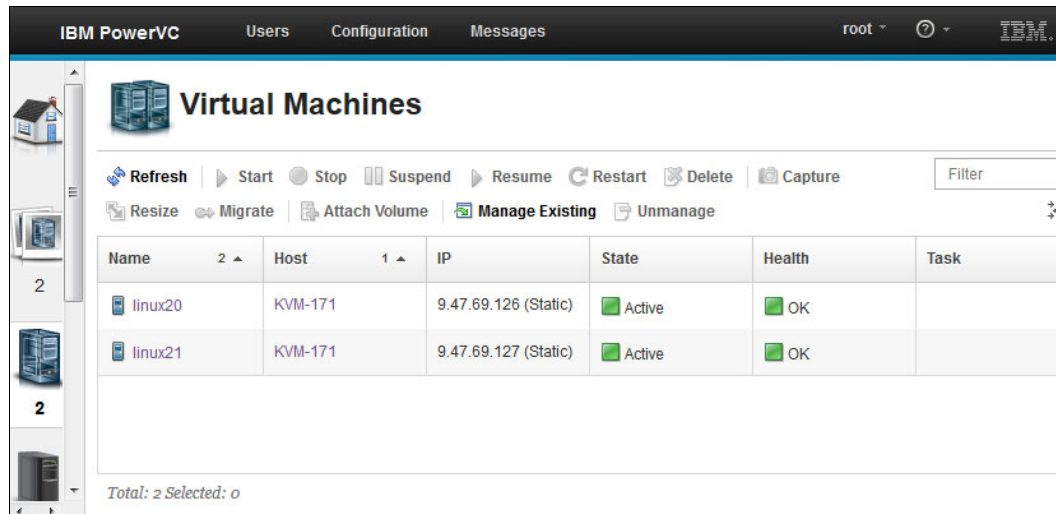 IBM PowerVC Users Configuration Messages root ? IBM.
Virtual Machines
Refresh Start Stop Suspend Resume Restart Delete Capture Filter
Resize Migrate Attach Volume Manage Existing Unmanage
Name 2 Host 1 IP State Health Task
2
linux20 KVM-171 9.47.69.126 (Static) Active OK
linux21 KVM-171 9.47.69.127 (Static) Active OK
2
Total: 2 Selected: 0